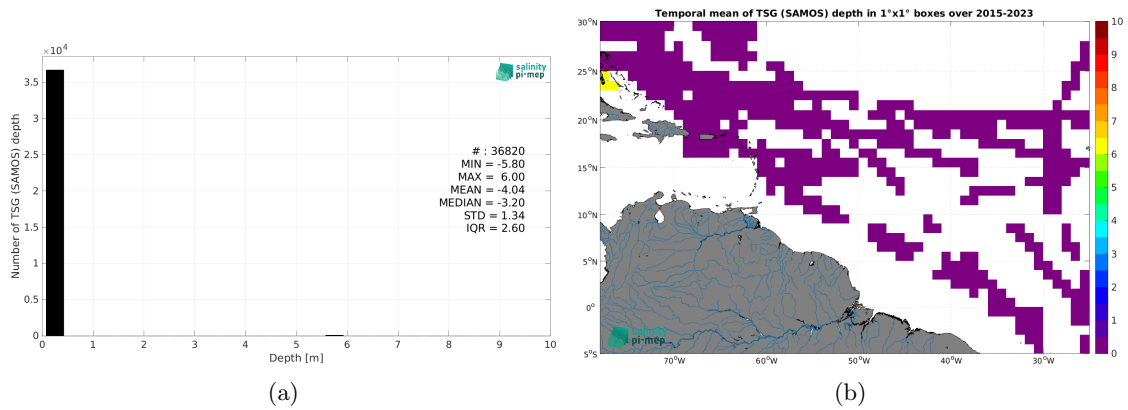 ×10⁴
3.5
3
2.5
2
1.5
1
0.5
0
Number of TSG (SAMOS) depth
salinity
pi-mep
# : 36820
MIN = -5.80
MAX = 6.00
MEAN = -4.04
MEDIAN = -3.20
STD = 1.34
IQR = 2.60
0 1 2 3 4 5 6 7 8 9 10
Depth [m]
(a)
Temporal mean of TSG (SAMOS) depth in 1°x1° boxes over 2015-2023
30°N
25°N
20°N
15°N
10°N
5°N
0°
5°S
salinity
pi-mep
70°W 60°W 50°W 40°W 30°W
10
9
8
7
6
5
4
3
2
1
0
(b)